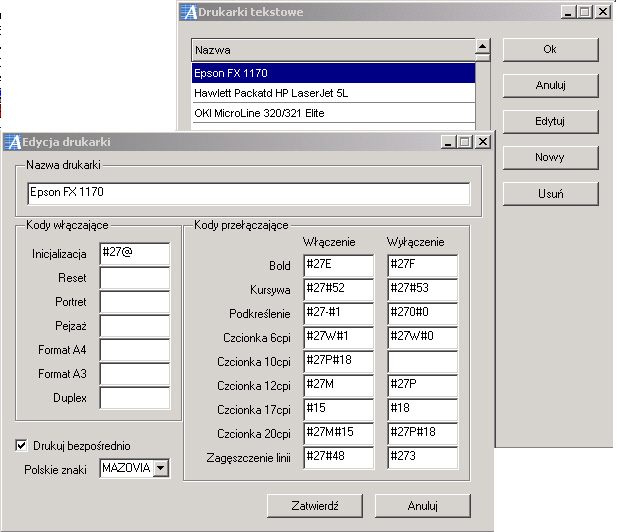 Drukarki tekstowe
Nazwa
Epson FX 1170
Hawlett Packatd HP LaserJet 5L
OKI MicroLine 320/321 Elite
Ok
Anuluj
Edytuj
Nowy
Usuń
Edycja drukarki
Nazwa drukarki
Epson FX 1170
Kody włączające
Inicjalizacja #27@
Reset
Portret
Pejzaż
Format A4
Format A3
Duplex
Drukuj bezpośrednio
Polskie znaki MAZOVIA
Kody przełączające
Włączenie Wyłączenie
Bold #27E #27F
Kursywa #27#52 #27#53
Podkreślenie #27-#1 #270#0
Czcionka 6cpi #27W#1 #27W#0
Czcionka 10cpi #27P#18
Czcionka 12cpi #27M #27P
Czcionka 17cpi #15 #18
Czcionka 20cpi #27M#15 #27P#18
Zagęszczenie linii #27#48 #273
Zatwierdź Anuluj